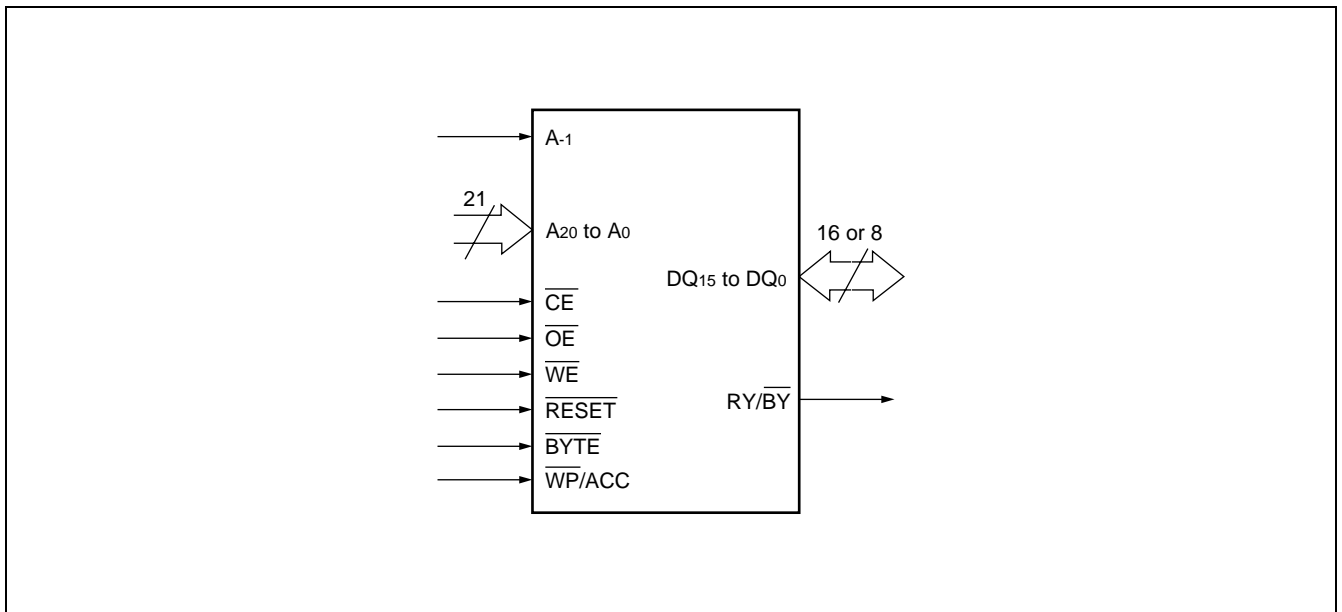 A-1
21
A20 to A0
16 or 8
DQ15 to DQ0
CE
OE
WE
RESET
RY/BY
BYTE
WP/ACC